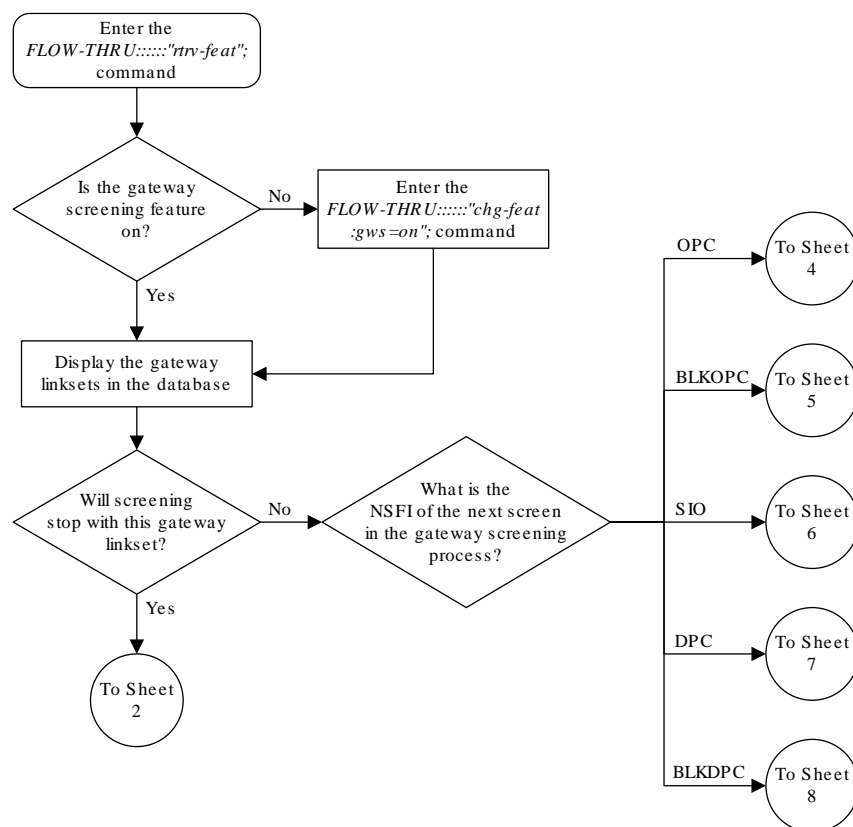 Enter the
FLOW-THRU::::::"rtrv-feat";
command
Is the gateway
screening feature
on?
No
Enter the
FLOW-THRU::::::"chg-feat
:gws=on"; command
Yes
Display the gateway
linksets in the database
Will screening
stop with this gateway
linkset?
No
What is the
NSFI of the next screen
in the gateway screening
process?
Yes
To Sheet
2
OPC
To Sheet
4
BLKOPC
To Sheet
5
SIO
To Sheet
6
DPC
To Sheet
7
BLKDPC
To Sheet
8